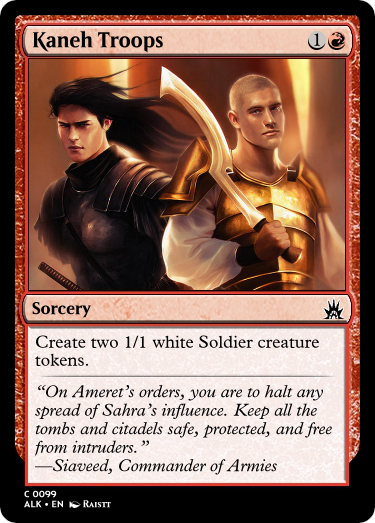 Kaneh Troops 1
Sorcery
Create two 1/1 white Soldier creature
tokens.
“On Ameret’s orders, you are to halt any
spread of Sahra’s influence. Keep all the
tombs and citadels safe, protected, and free
from intruders.”
—Siaveed, Commander of Armies
C 0099
ALK • EN Raistt